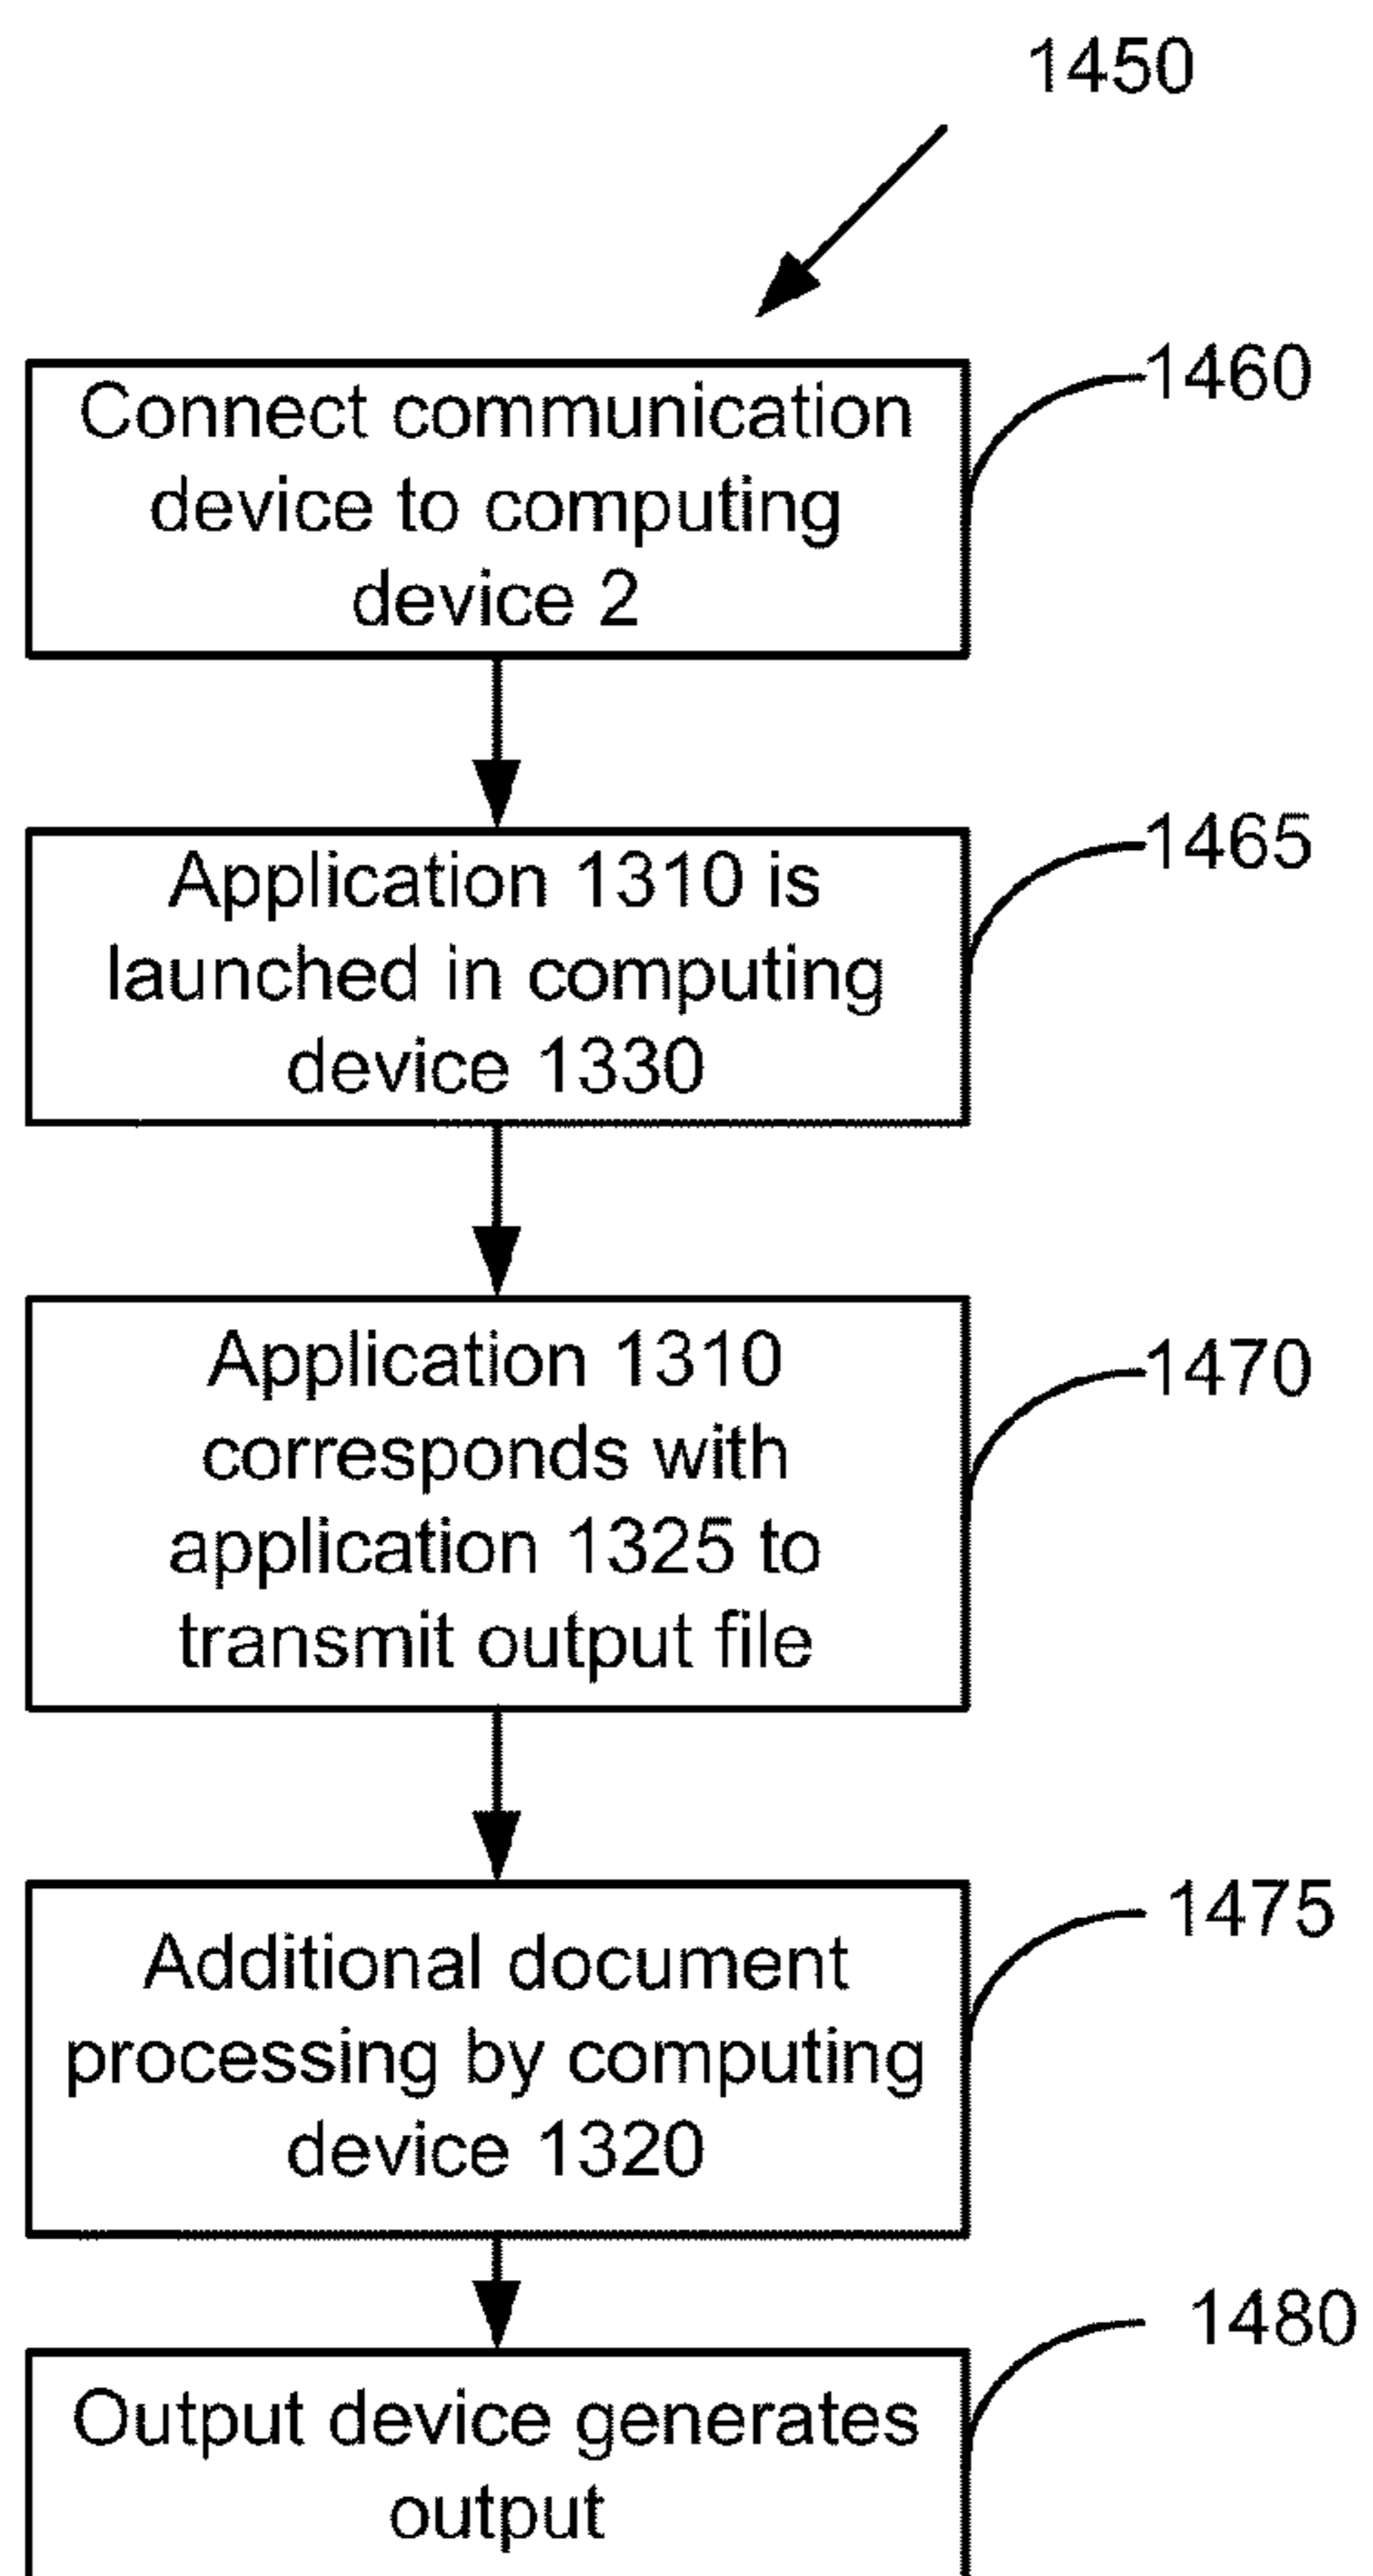 1450
Connect communication
device to computing
device 2
1460
Application 1310 is
launched in computing
device 1330
1465
Application 1310
corresponds with
application 1325 to
transmit output file
1470
Additional document
processing by computing
device 1320
1475
Output device generates
output
1480